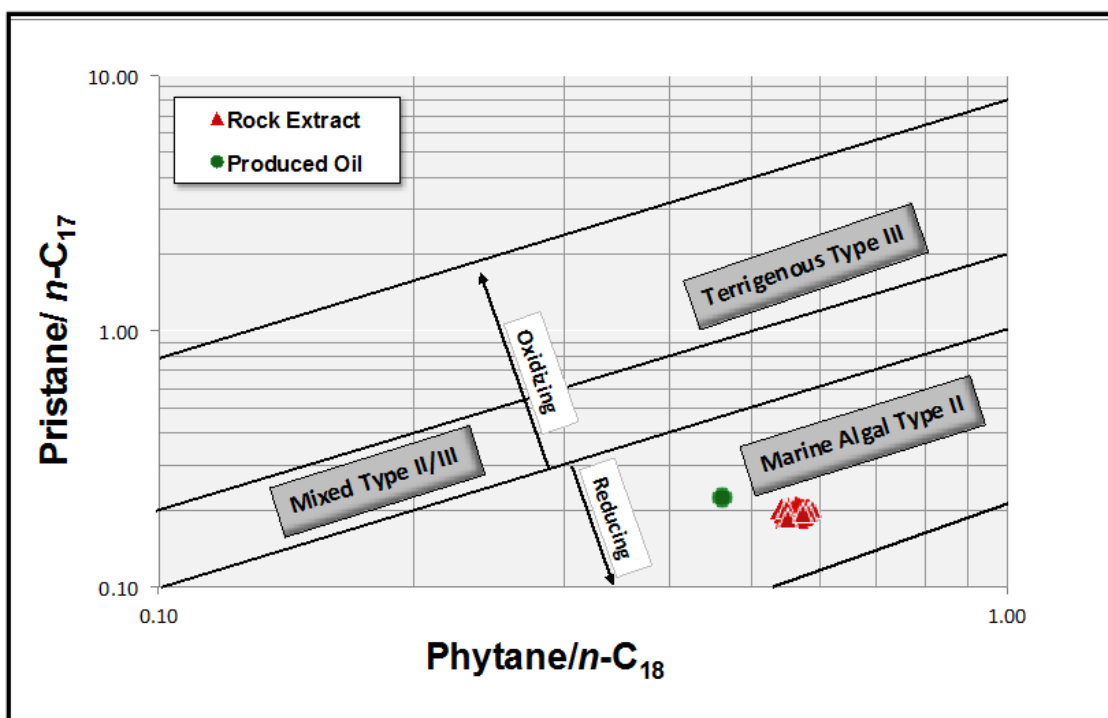 10.00
Rock Extract
Produced Oil
Terrigenous Type III
Pristane/ n-C17
1.00
Oxidizing
Marine Algal Type II
Mixed Type II/III
Reducing
0.10
0.10
1.00
Phytane/n-C18